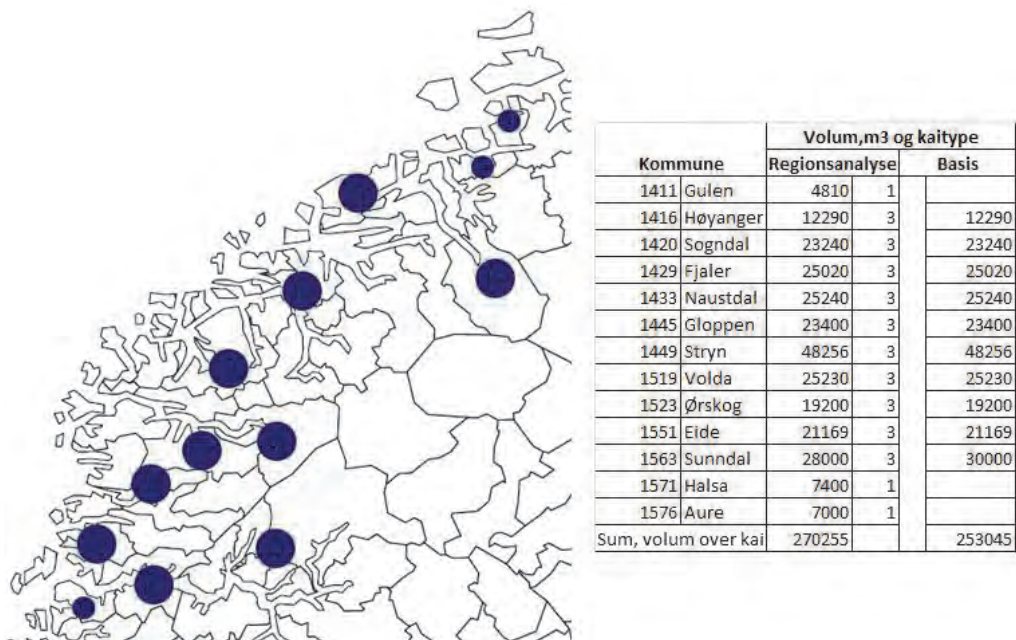 Volum,m3 og kaitype
Kommune Regionsanalyse Basis
1411 Gulen 4810 1
1416 Høyanger 12290 3 12290
1420 Sogndal 23240 3 23240
1429 Fjaler 25020 3 25020
1433 Naustdal 25240 3 25240
1445 Gloppen 23400 3 23400
1449 Stryn 48256 3 48256
1519 Volda 25230 3 25230
1523 Ørskog 19200 3 19200
1551 Eide 21169 3 21169
1563 Sunndal 28000 3 30000
1571 Halsa 7400 1
1576 Aure 7000 1
Sum, volum over kai 270255 253045